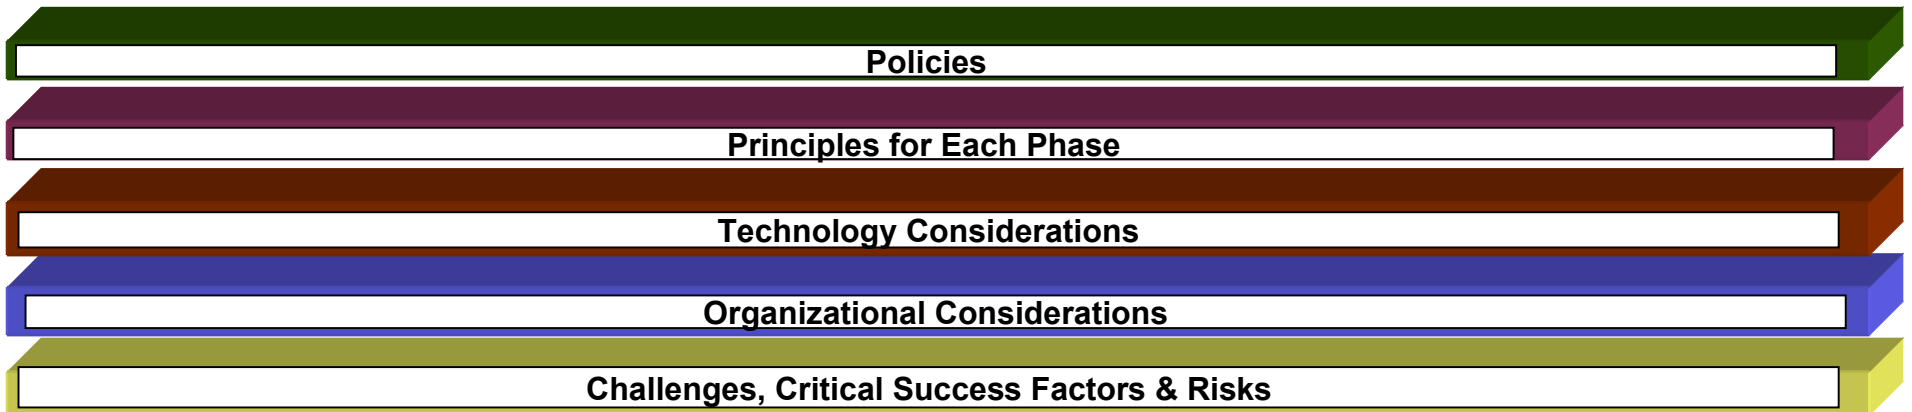 Policies
Principles for Each Phase
Technology Considerations
Organizational Considerations
Challenges, Critical Success Factors & Risks